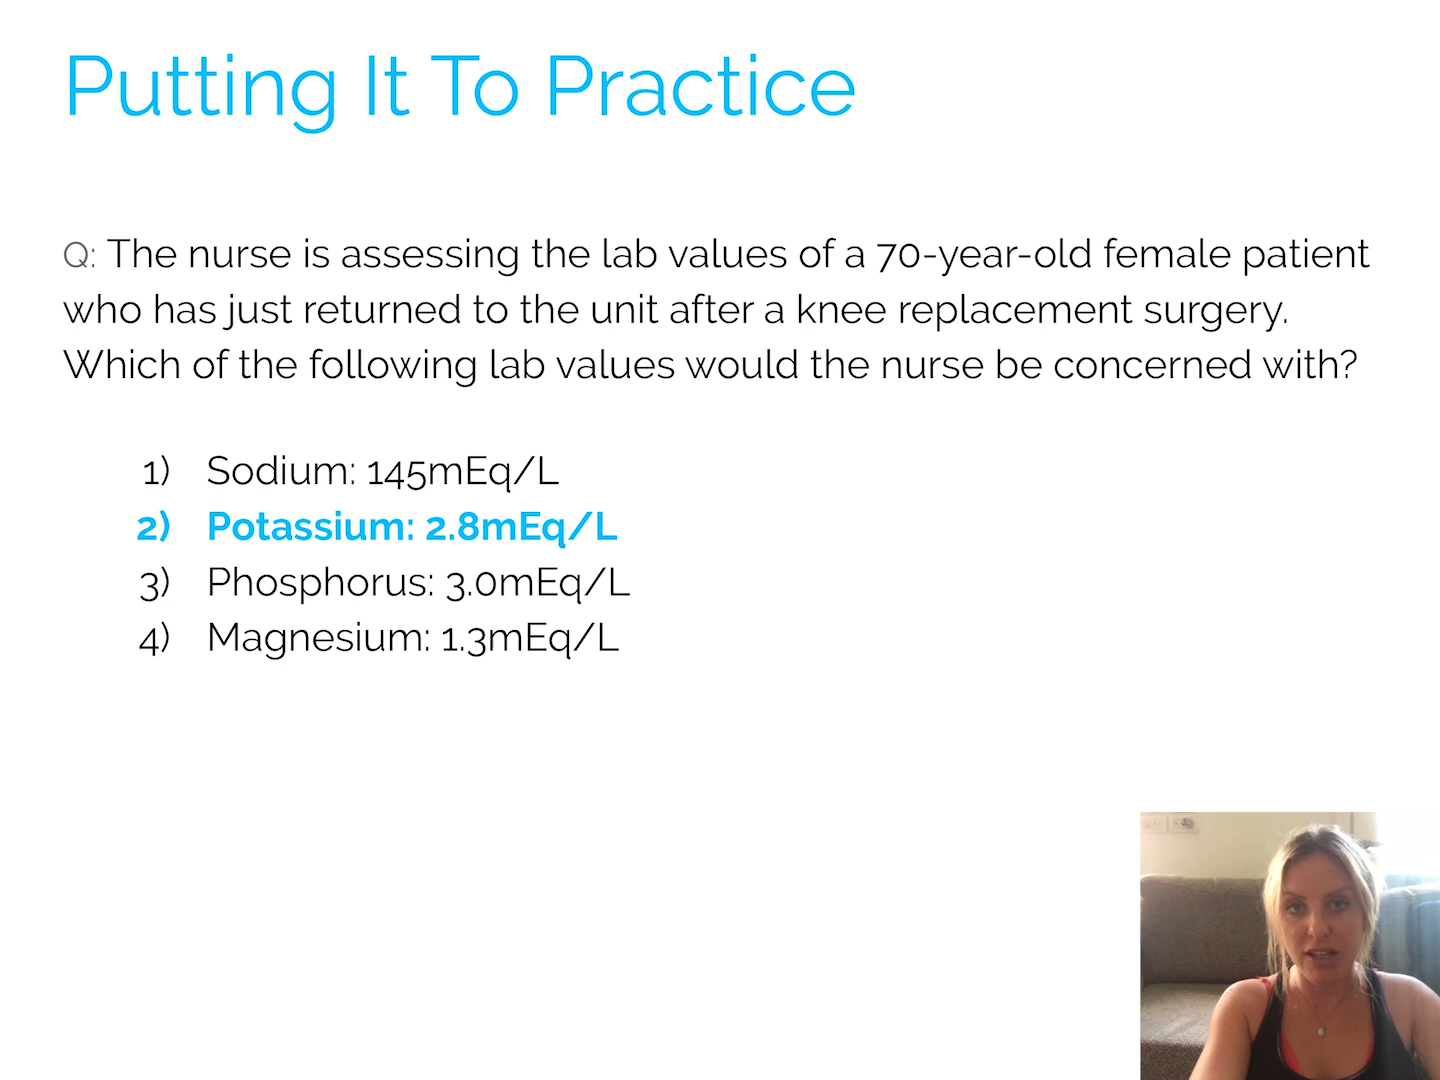 Putting It To Practice
Q: The nurse is assessing the lab values of a 70-year-old female patient
who has just returned to the unit after a knee replacement surgery.
Which of the following lab values would the nurse be concerned with?
1) Sodium: 145mEq/L
2) Potassium: 2.8mEq/L
3) Phosphorus: 3.0mEq/L
4) Magnesium: 1.3mEq/L